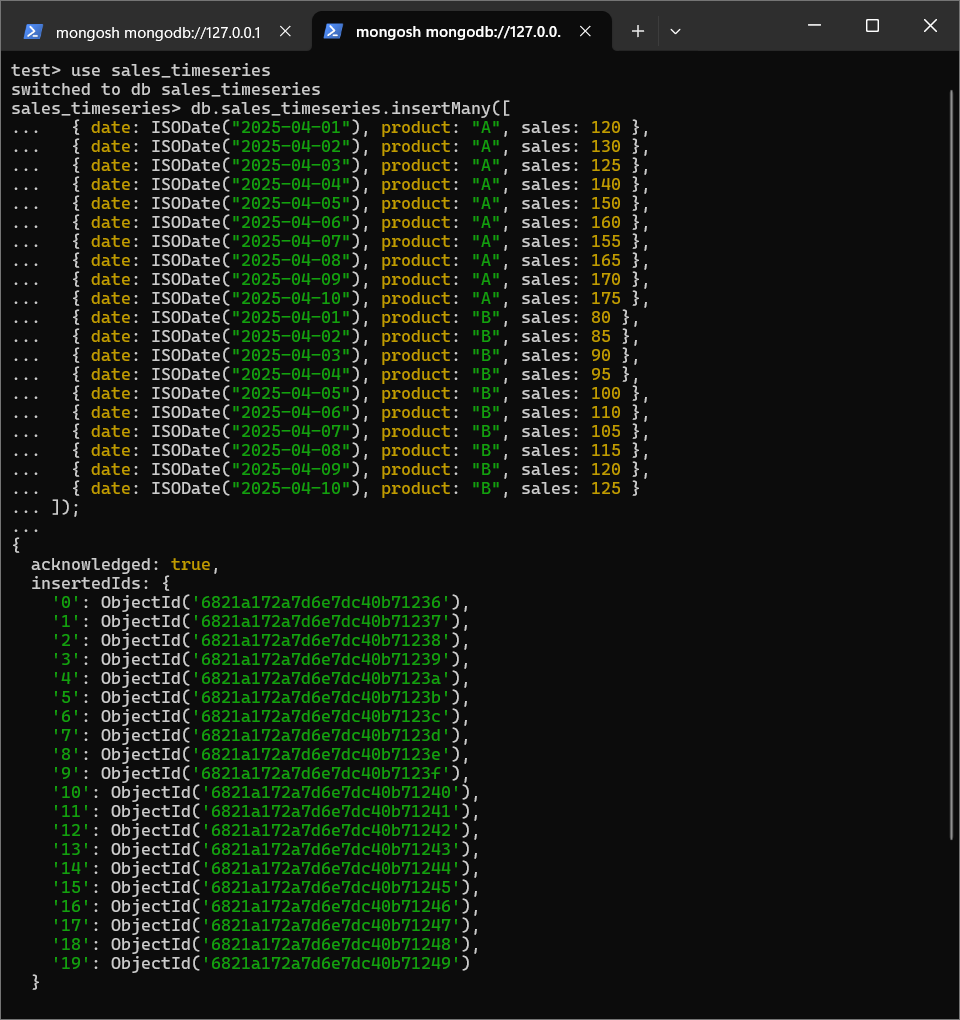 mongosh mongodb://127.0.0.1
mongosh mongodb://127.0.0.
test> use sales_timeseries
switched to db sales_timeseries
sales_timeseries> db.sales_timeseries.insertMany([
...   { date: ISODate("2025-04-01"), product: "A", sales: 120 },
...   { date: ISODate("2025-04-02"), product: "A", sales: 130 },
...   { date: ISODate("2025-04-03"), product: "A", sales: 125 },
...   { date: ISODate("2025-04-04"), product: "A", sales: 140 },
...   { date: ISODate("2025-04-05"), product: "A", sales: 150 },
...   { date: ISODate("2025-04-06"), product: "A", sales: 160 },
...   { date: ISODate("2025-04-07"), product: "A", sales: 155 },
...   { date: ISODate("2025-04-08"), product: "A", sales: 165 },
...   { date: ISODate("2025-04-09"), product: "A", sales: 170 },
...   { date: ISODate("2025-04-10"), product: "A", sales: 175 },
...   { date: ISODate("2025-04-01"), product: "B", sales: 80 },
...   { date: ISODate("2025-04-02"), product: "B", sales: 85 },
...   { date: ISODate("2025-04-03"), product: "B", sales: 90 },
...   { date: ISODate("2025-04-04"), product: "B", sales: 95 },
...   { date: ISODate("2025-04-05"), product: "B", sales: 100 },
...   { date: ISODate("2025-04-06"), product: "B", sales: 110 },
...   { date: ISODate("2025-04-07"), product: "B", sales: 105 },
...   { date: ISODate("2025-04-08"), product: "B", sales: 115 },
...   { date: ISODate("2025-04-09"), product: "B", sales: 120 },
...   { date: ISODate("2025-04-10"), product: "B", sales: 125 }
... ]);
...
{
  acknowledged: true,
  insertedIds: {
    '0': ObjectId('6821a172a7d6e7dc40b71236'),
    '1': ObjectId('6821a172a7d6e7dc40b71237'),
    '2': ObjectId('6821a172a7d6e7dc40b71238'),
    '3': ObjectId('6821a172a7d6e7dc40b71239'),
    '4': ObjectId('6821a172a7d6e7dc40b7123a'),
    '5': ObjectId('6821a172a7d6e7dc40b7123b'),
    '6': ObjectId('6821a172a7d6e7dc40b7123c'),
    '7': ObjectId('6821a172a7d6e7dc40b7123d'),
    '8': ObjectId('6821a172a7d6e7dc40b7123e'),
    '9': ObjectId('6821a172a7d6e7dc40b7123f'),
    '10': ObjectId('6821a172a7d6e7dc40b71240'),
    '11': ObjectId('6821a172a7d6e7dc40b71241'),
    '12': ObjectId('6821a172a7d6e7dc40b71242'),
    '13': ObjectId('6821a172a7d6e7dc40b71243'),
    '14': ObjectId('6821a172a7d6e7dc40b71244'),
    '15': ObjectId('6821a172a7d6e7dc40b71245'),
    '16': ObjectId('6821a172a7d6e7dc40b71246'),
    '17': ObjectId('6821a172a7d6e7dc40b71247'),
    '18': ObjectId('6821a172a7d6e7dc40b71248'),
    '19': ObjectId('6821a172a7d6e7dc40b71249')
  }